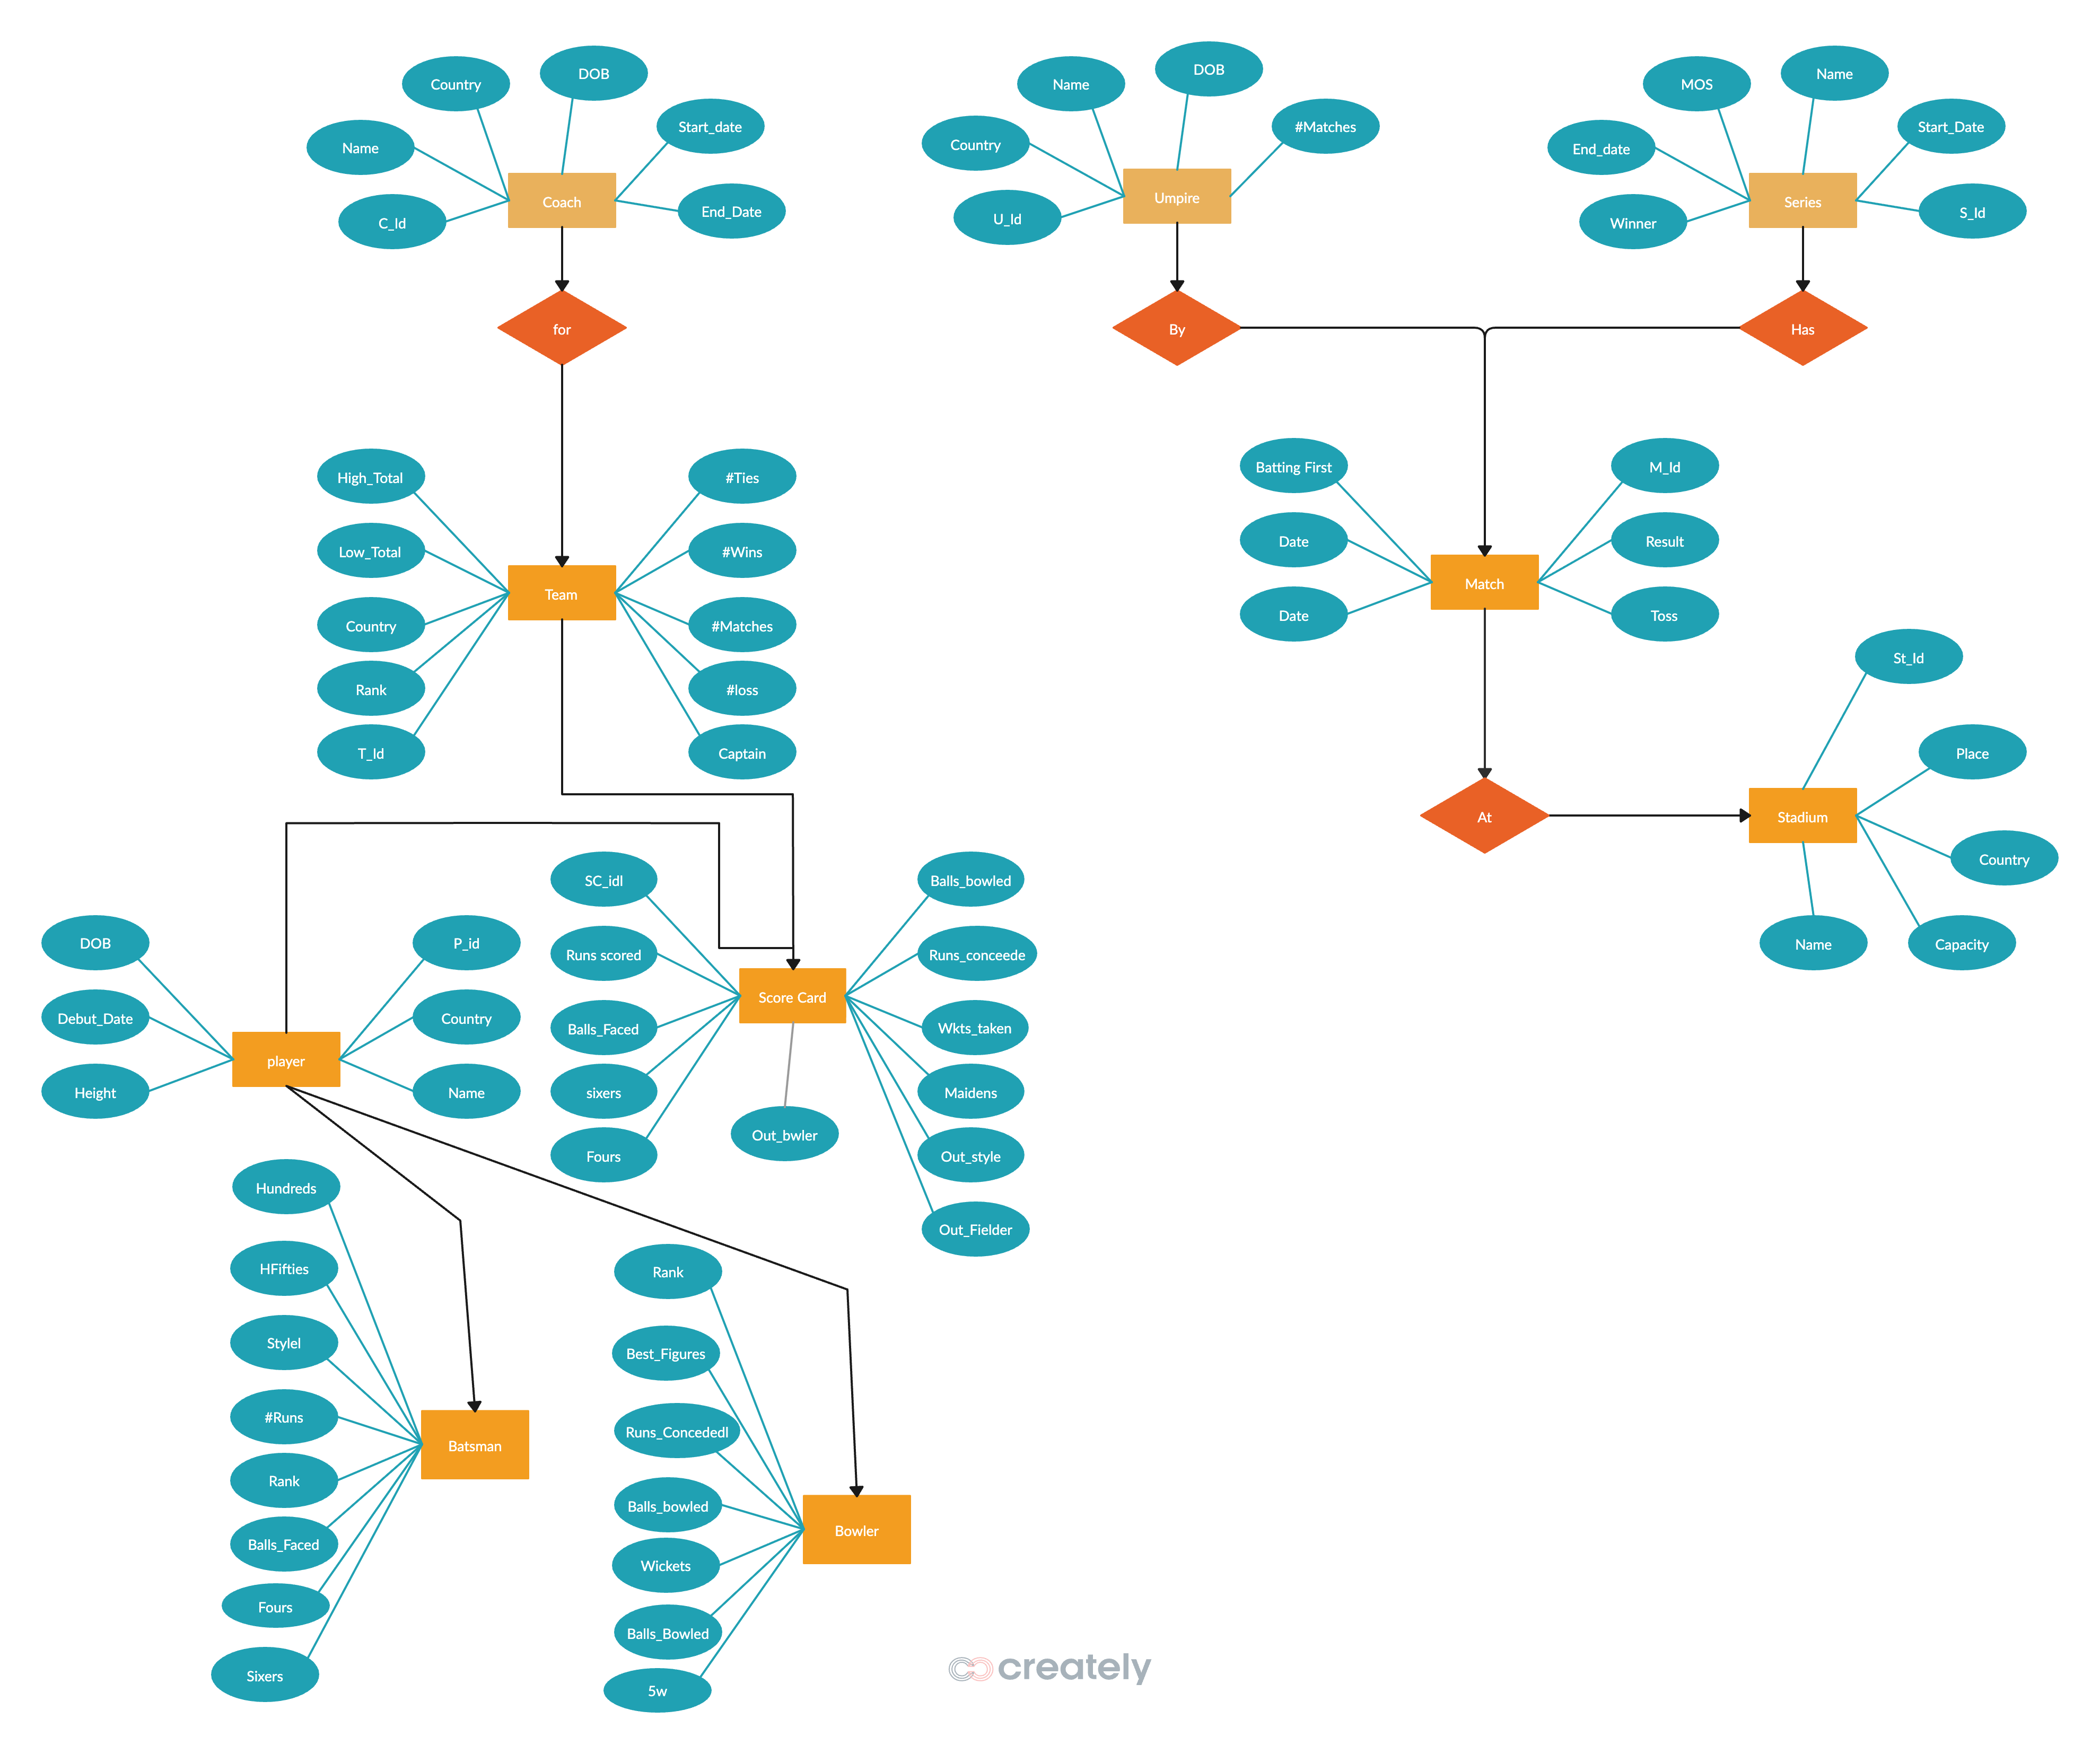 Country
DOB
Name
Start_date
C_Id
End_Date
Coach
for
Name
DOB
Country
#Matches
U_Id
Umpire
By
MOS
Name
End_date
Start_Date
Winner
S_Id
Series
Has
High_Total
Low_Total
Country
Rank
T_Id
Team
#Ties
#Wins
#Matches
#loss
Captain
Batting First
Date
Date
Match
M_Id
Result
Toss
At
St_Id
Place
Stadium
Country
Name
Capacity
DOB
Debut_Date
Height
player
P_id
Country
Name
SC_idl
Runs scored
Balls_Faced
sixers
Fours
Score Card
Out_bwler
Balls_bowled
Runs_conceede
Wkts_taken
Maidens
Out_style
Out_Fielder
Hundreds
HFifties
Stylel
#Runs
Rank
Balls_Faced
Fours
Sixers
Batsman
Rank
Best_Figures
Runs_Concededl
Balls_bowled
Wickets
Balls_Bowled
5w
Bowler
creately